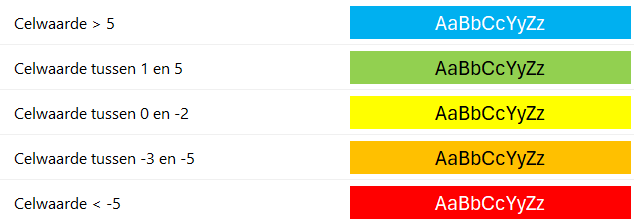 Celwaarde > 5 AaBbCcYyZz
Celwaarde tussen 1 en 5 AaBbCcYyZz
Celwaarde tussen 0 en -2 AaBbCcYyZz
Celwaarde tussen -3 en -5 AaBbCcYyZz
Celwaarde < -5 AaBbCcYyZz